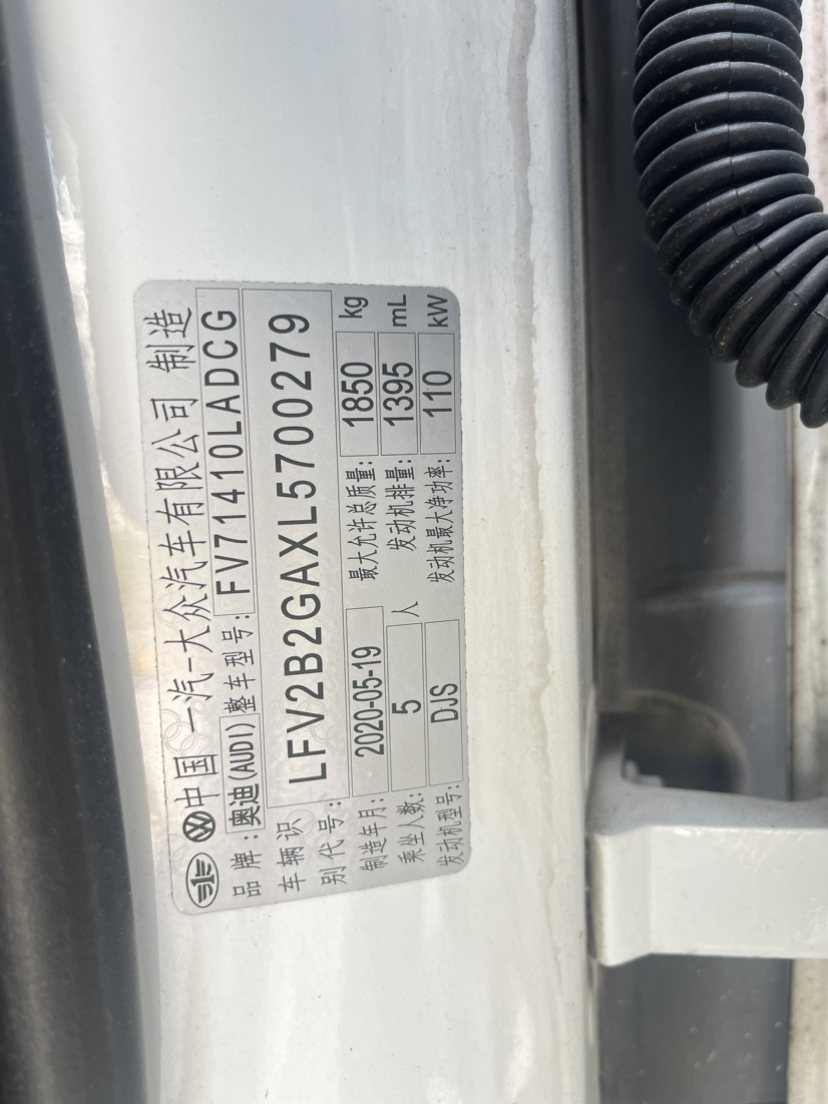 中国 一汽-大众汽车有限公司 制造
品牌: 奥迪(AUDI) 整车型号: FV71410LADCG
车辆识别代号: LFV2B2GAXL5700279
制造年月: 2020-05-19 最大允许总质量: 1850 kg
乘坐人数: 5 人 发动机排量: 1395 mL
发动机型号: DJS 发动机最大净功率: 110 kW